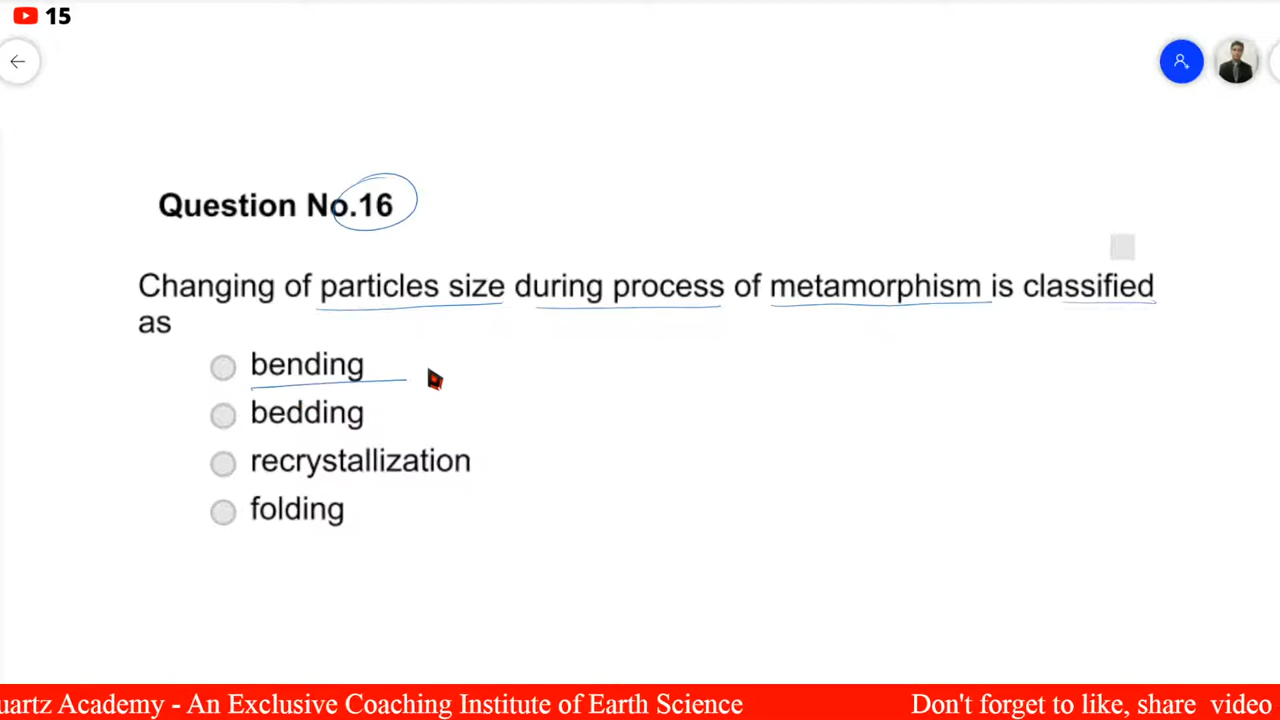 15
Question No.16
Changing of particles size during process of metamorphism is classified
as
bending
bedding
recrystallization
folding
uartz Academy - An Exclusive Coaching Institute of Earth Science Don't forget to like, share video